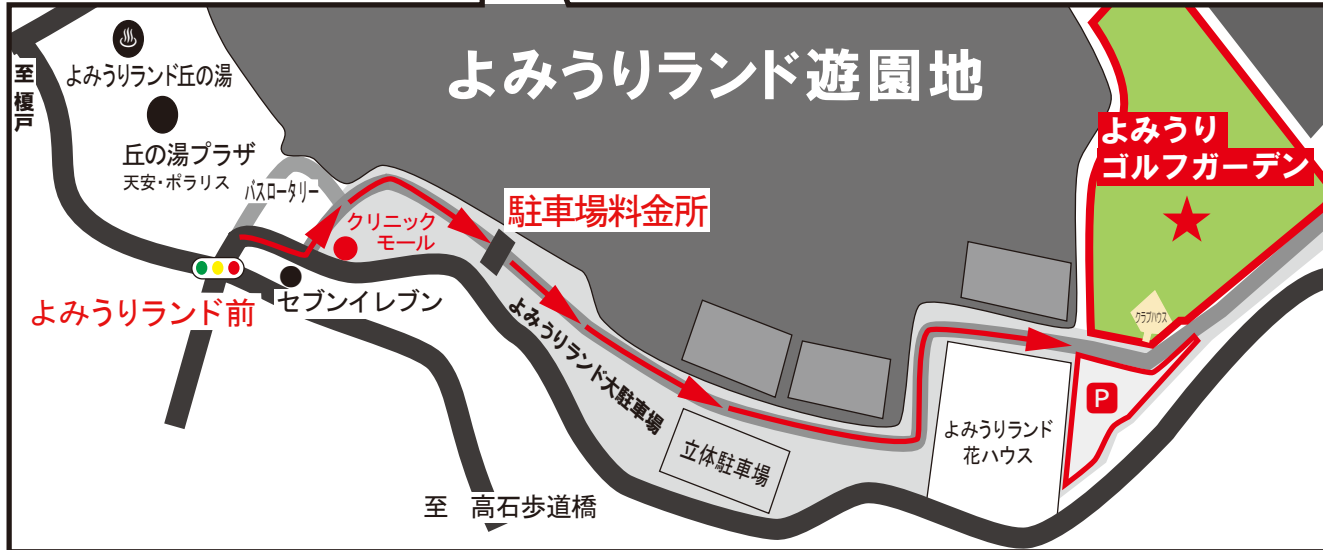 よみうりランド遊園地
至榎戸
よみうりランド丘の湯
丘の湯プラザ
天安・ポラリス
バスロータリー
クリニック
モール
駐車場料金所
よみうり
ゴルフガーデン
クラブハウス
よみうりランド前
セブンイレブン
よみうりランド大駐車場
立体駐車場
P
よみうりランド
花ハウス
至 高石歩道橋